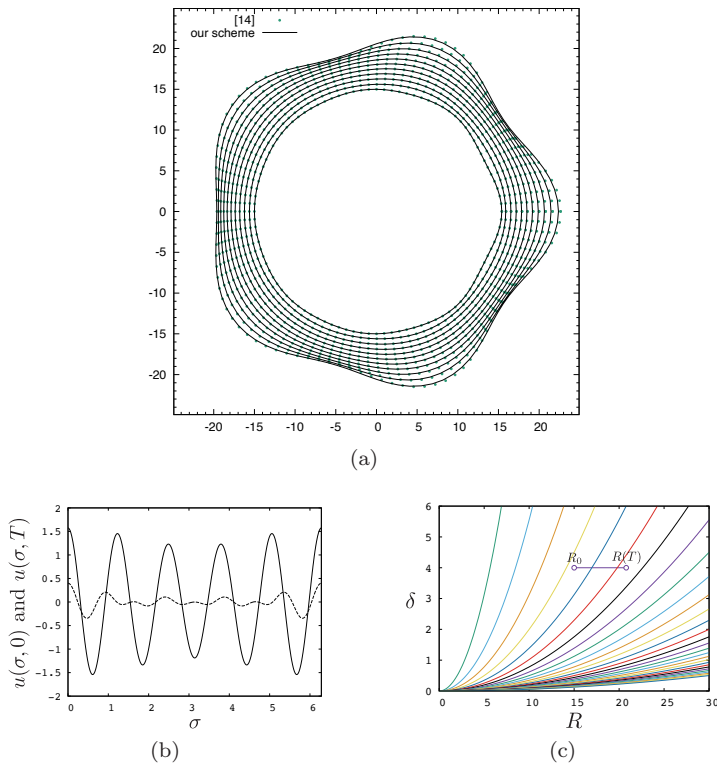 [14]
our scheme
20
15
10
5
0
-5
-10
-15
-20
-20 -15 -10 -5 0 5 10 15 20
(a)
u(σ, 0) and u(σ, T)
2
1.5
1
0.5
0
−0.5
−1
−1.5
−2
0 1 2 3 4 5 6
σ
(b)
δ
6
5
4
3
2
1
0
R₀ R(T)
0 5 10 15 20 25 30
R
(c)